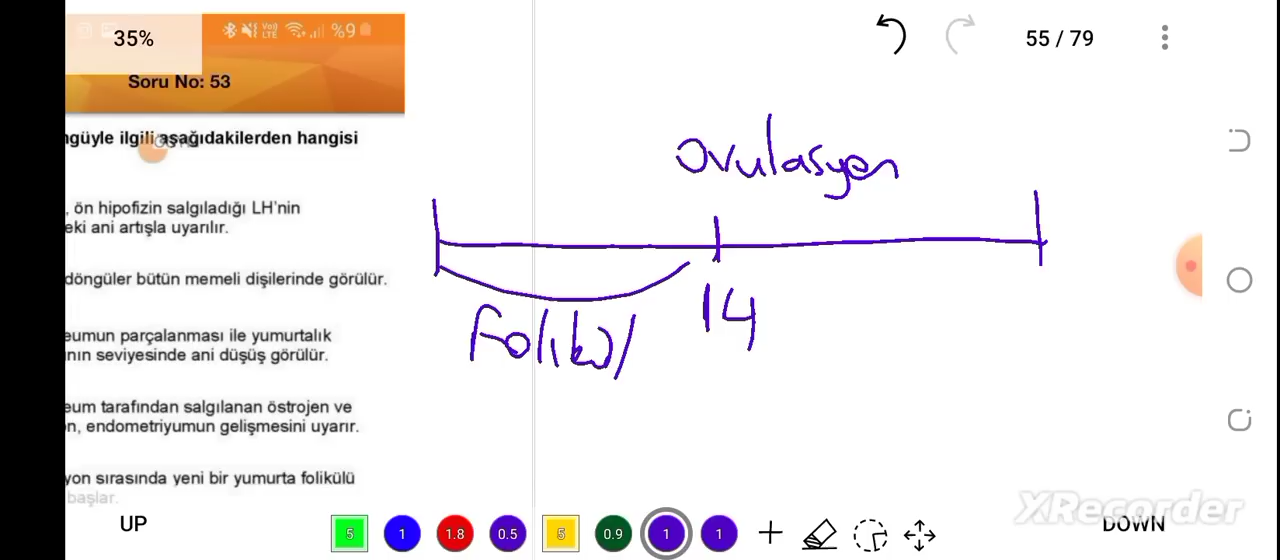 35%
Voı)
LTE
%9
Soru No: 53
55 / 79
ngüyle ilgili aşağıdakilerden hangisi
, ön hipofizin salgıladığı LH'nin
eki ani artışla uyarılır.
döngüler bütün memeli dişilerinde görülür.
eumun parçalanması ile yumurtalık
ının seviyesinde ani düşüş görülür.
eum tarafından salgılanan östrojen ve
n, endometriyumun gelişmesini uyarır.
yon sırasında yeni bir yumurta folikülü
başlar.
Ovulasyon
14
Folikül
UP
5
1
1.8
0.5
5
0.9
1
1
XRecorder
DOWN